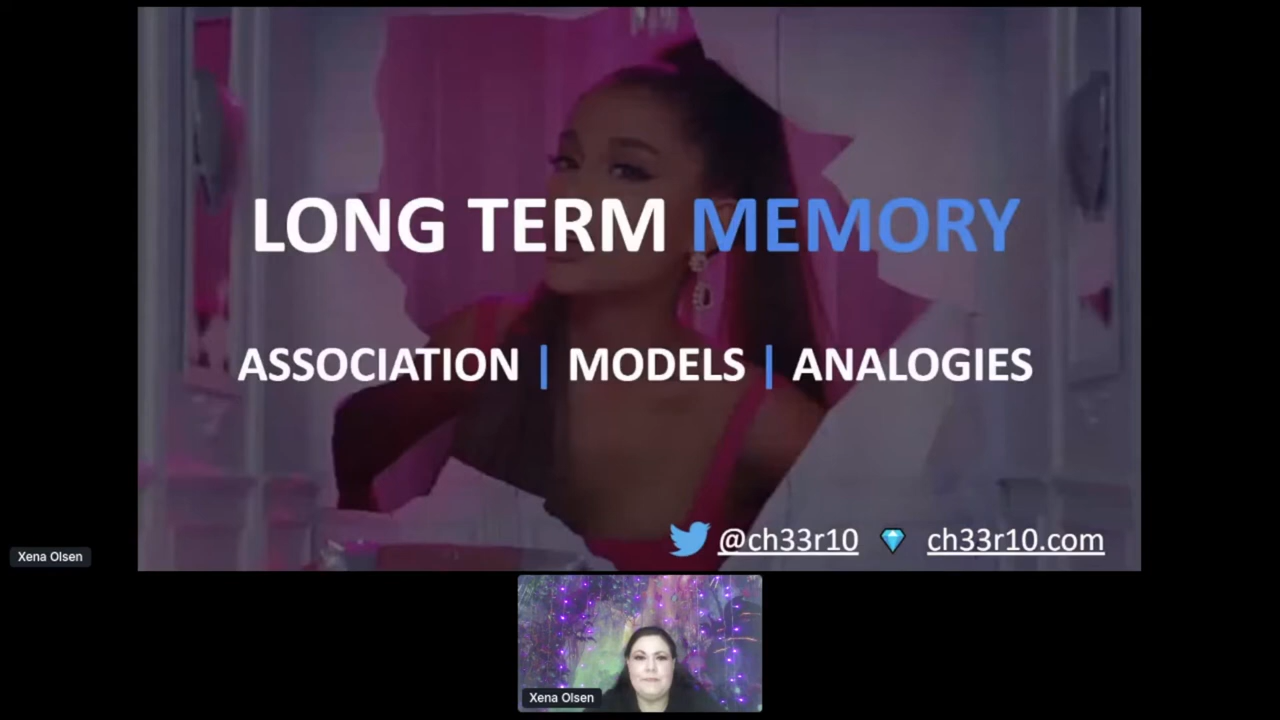 LONG TERM MEMORY
ASSOCIATION | MODELS | ANALOGIES
@ch33r10 ch33r10.com
Xena Olsen
Xena Olsen